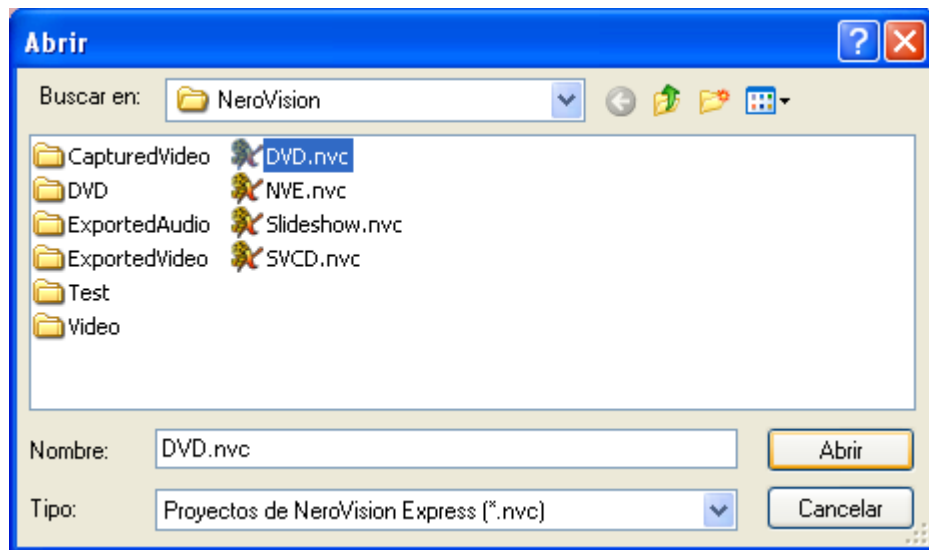 Abrir
Buscar en: NeroVision
CapturedVideo DVD.nvc
DVD NVE.nvc
ExportedAudio Slideshow.nvc
ExportedVideo SVCD.nvc
Test
Video
Nombre: DVD.nvc Abrir
Tipo: Proyectos de NeroVision Express (*.nvc) Cancelar